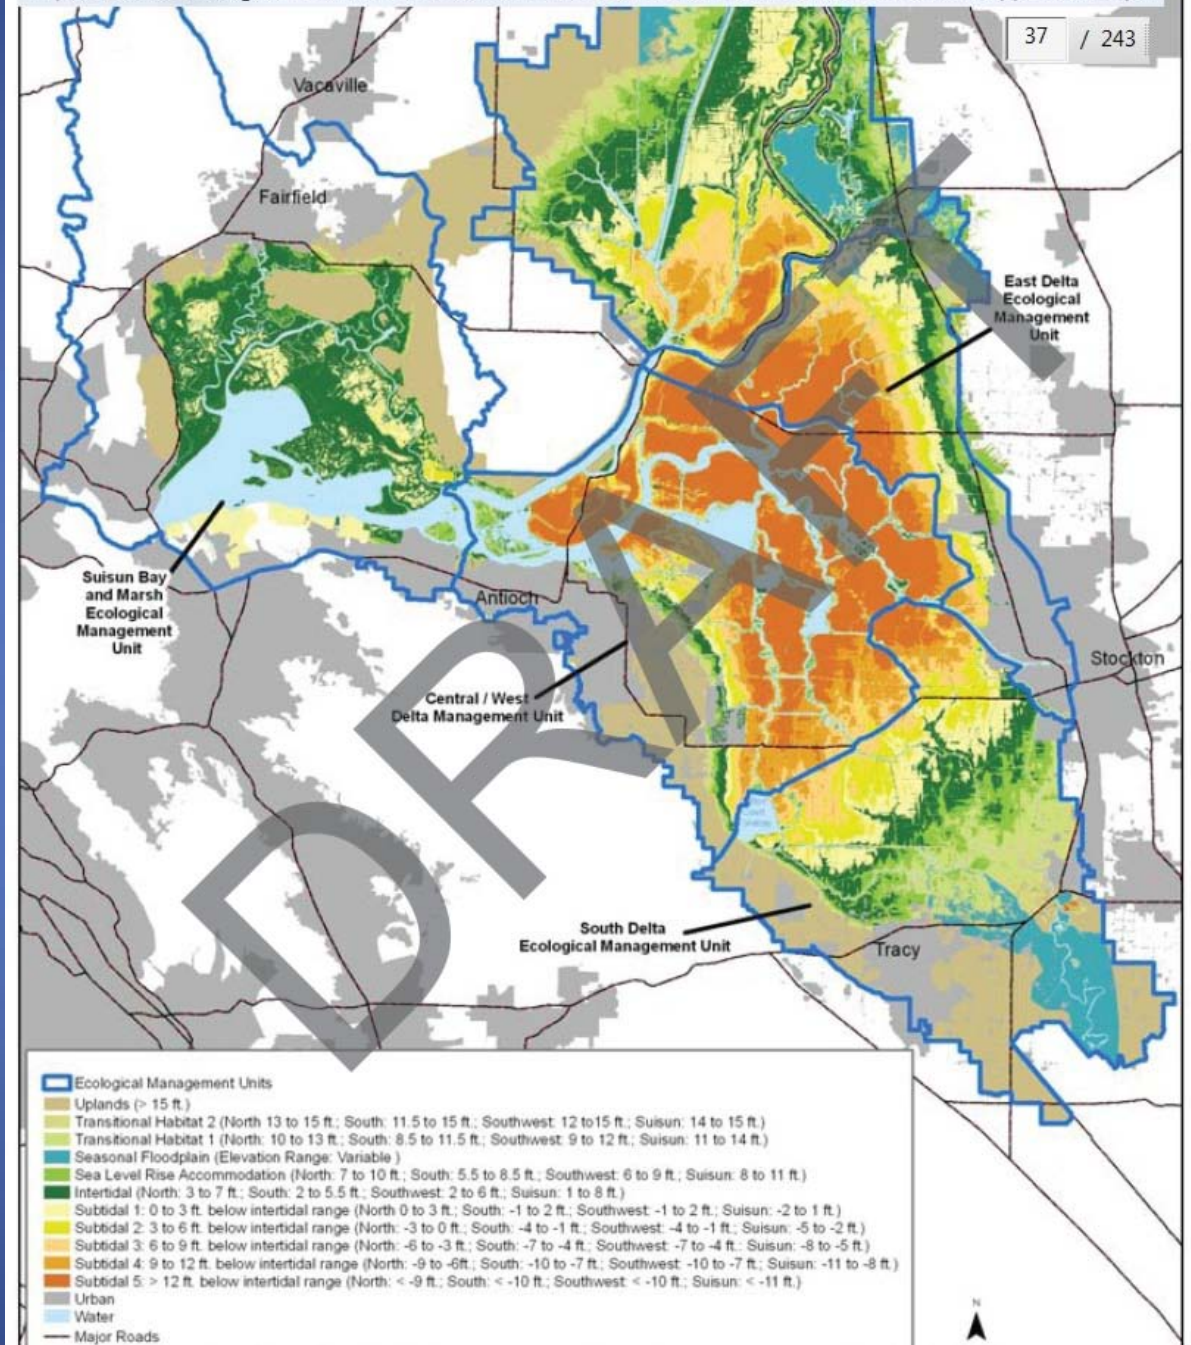 37 / 243
Vacaville
Fairfield
East Delta
Ecological
Management
Unit
Suisun Bay
and Marsh
Ecological
Management
Unit
Antioch
Stockton
Central / West
Delta Management Unit
South Delta
Ecological Management Unit
Tracy
DRAFT
Ecological Management Units
Uplands (> 15 ft.)
Transitional Habitat 2 (North 13 to 15 ft.; South: 11.5 to 15 ft.; Southwest: 12 to15 ft.; Suisun: 14 to 15 ft.)
Transitional Habitat 1 (North: 10 to 13 ft.; South: 8.5 to 11.5 ft.; Southwest: 9 to 12 ft.; Suisun: 11 to 14 ft.)
Seasonal Floodplain (Elevation Range: Variable )
Sea Level Rise Accommodation (North: 7 to 10 ft.; South: 5.5 to 8.5 ft.; Southwest: 6 to 9 ft.; Suisun: 8 to 11 ft.)
Intertidal (North: 3 to 7 ft.; South: 2 to 5.5 ft.; Southwest: 2 to 6 ft.; Suisun: 1 to 8 ft.)
Subtidal 1: 0 to 3 ft. below intertidal range (North 0 to 3 ft.; South: -1 to 2 ft.; Southwest: -1 to 2 ft.; Suisun: -2 to 1 ft.)
Subtidal 2: 3 to 6 ft. below intertidal range (North: -3 to 0 ft.; South: -4 to -1 ft.; Southwest: -4 to -1 ft.; Suisun: -5 to -2 ft.)
Subtidal 3: 6 to 9 ft. below intertidal range (North: -6 to -3 ft.; South: -7 to -4 ft.; Southwest: -7 to -4 ft.: Suisun: -8 to -5 ft.)
Subtidal 4: 9 to 12 ft. below intertidal range (North: -9 to -6ft.; South: -10 to -7 ft.; Southwest: -10 to -7 ft.; Suisun: -11 to -8 ft.)
Subtidal 5: > 12 ft. below intertidal range (North: < -9 ft.; South: < -10 ft.; Southwest: < -10 ft.; Suisun: < -11 ft.)
Urban
Water
Major Roads
N